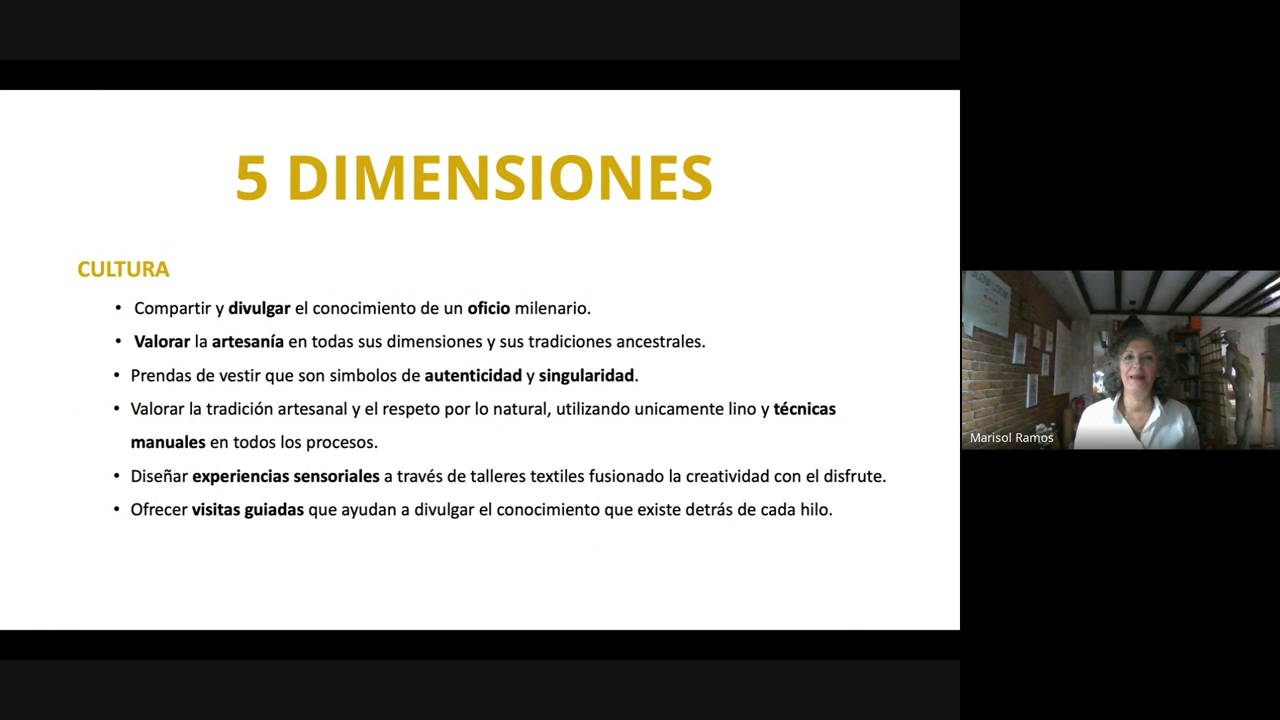 5 DIMENSIONES
CULTURA
• Compartir y divulgar el conocimiento de un oficio milenario.
• Valorar la artesanía en todas sus dimensiones y sus tradiciones ancestrales.
• Prendas de vestir que son simbolos de autenticidad y singularidad.
• Valorar la tradición artesanal y el respeto por lo natural, utilizando unicamente lino y técnicas
manuales en todos los procesos.
• Diseñar experiencias sensoriales a través de talleres textiles fusionado la creatividad con el disfrute.
• Ofrecer visitas guiadas que ayudan a divulgar el conocimiento que existe detrás de cada hilo.
Marisol Ramos